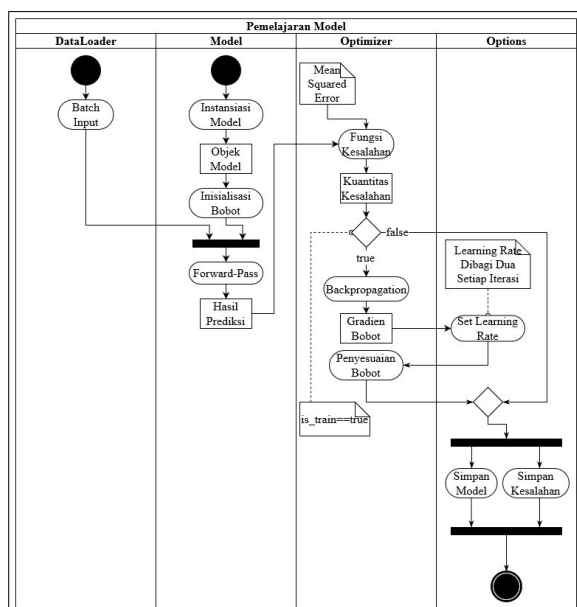 Pemelajaran Model
DataLoader
Model
Optimizer
Options
Batch
Input
Instansiasi
Model
Objek
Model
Inisialisasi
Bobot
Forward-Pass
Hasil
Prediksi
Mean
Squared
Error
Fungsi
Kesalahan
Kuantitas
Kesalahan
false
true
Backpropagation
Gradien
Bobot
Penyesuaian
Bobot
is_train==true
Learning Rate
Dibagi Dua
Setiap Iterasi
Set Learning
Rate
Simpan
Model
Simpan
Kesalahan